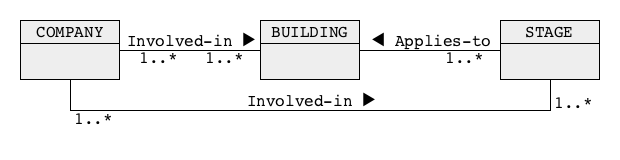 COMPANY Involved-in ▶ BUILDING ◀ Applies-to STAGE
1..* 1..* 1..*
Involved-in ▶
1..* 1..*